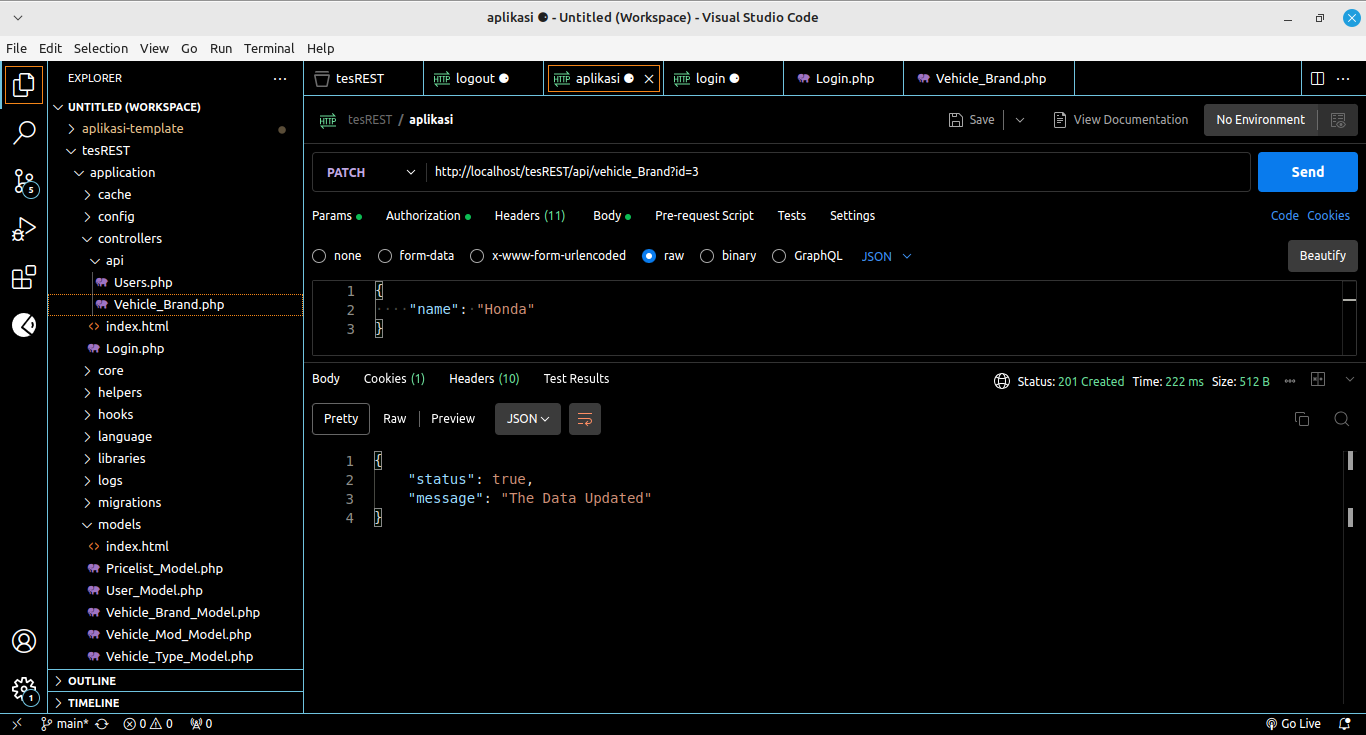 aplikasi ● - Untitled (Workspace) - Visual Studio Code
File Edit Selection View Go Run Terminal Help
EXPLORER
UNTITLED (WORKSPACE)
aplikasi-template
tesREST
application
cache
config
controllers
api
Users.php
Vehicle_Brand.php
index.html
Login.php
core
helpers
hooks
language
libraries
logs
migrations
models
index.html
Pricelist_Model.php
User_Model.php
Vehicle_Brand_Model.php
Vehicle_Mod_Model.php
Vehicle_Type_Model.php
OUTLINE
TIMELINE
5
1
tesREST HTTP logout HTTP aplikasi HTTP login Login.php Vehicle_Brand.php
HTTP tesREST / aplikasi Save View Documentation No Environment
PATCH http://localhost/tesREST/api/vehicle_Brand?id=3 Send
Params Authorization Headers (11) Body Pre-request Script Tests Settings Code Cookies
none form-data x-www-form-urlencoded raw binary GraphQL JSON Beautify
1 {
2 ····"name":·"Honda"
3 }
Body Cookies (1) Headers (10) Test Results Status: 201 Created Time: 222 ms Size: 512 B
Pretty Raw Preview JSON
1 {
2 "status": true,
3 "message": "The Data Updated"
4 }
main* 0 0 0 Go Live